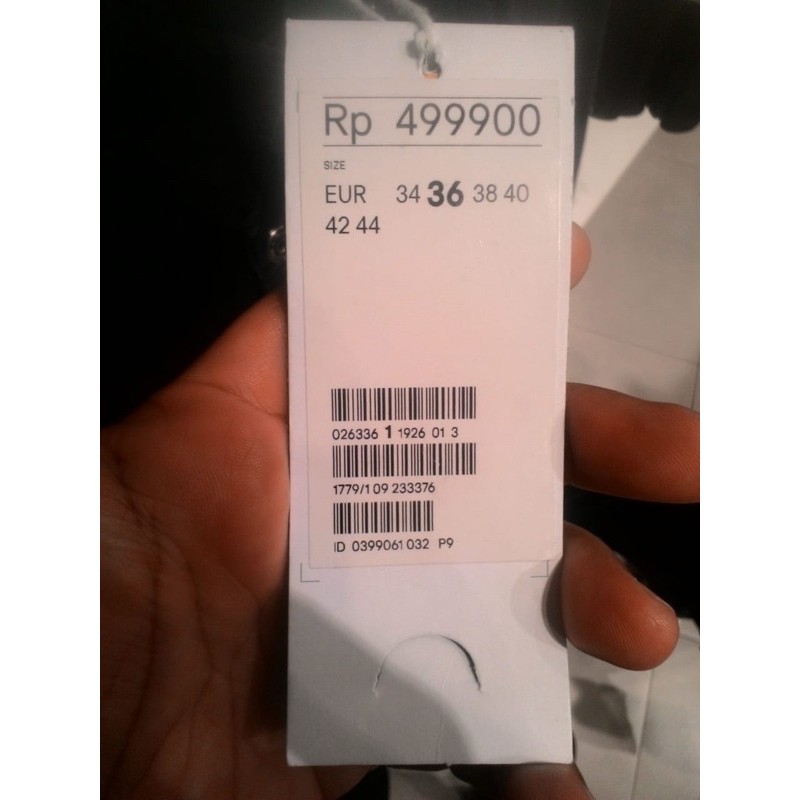 Rp 499900
SIZE
EUR 34 36 38 40
42 44
026336 1 1926 01 3
1779/1 09 233376
ID 0399061 032 P9